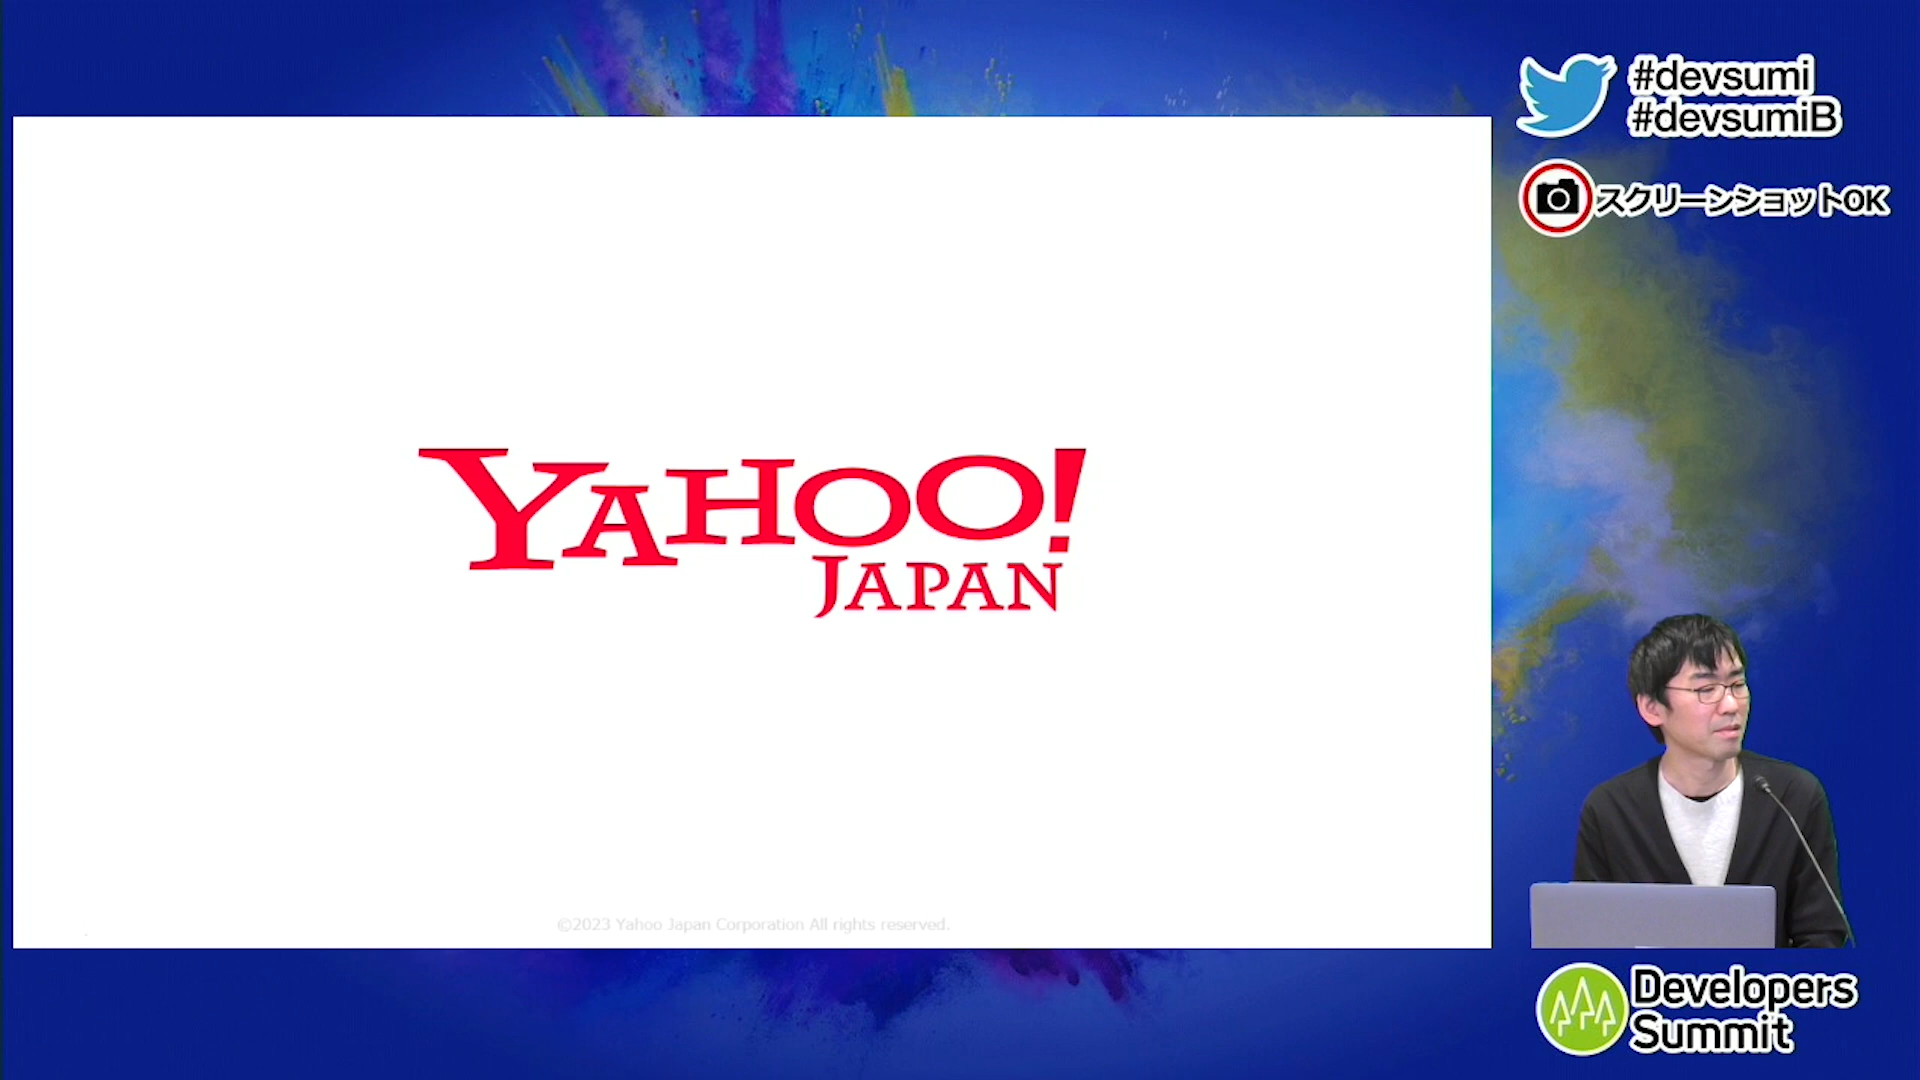 #devsumi
#devsumiB
スクリーンショットOK
YAHOO!
JAPAN
©2023 Yahoo Japan Corporation All rights reserved.
Developers
Summit